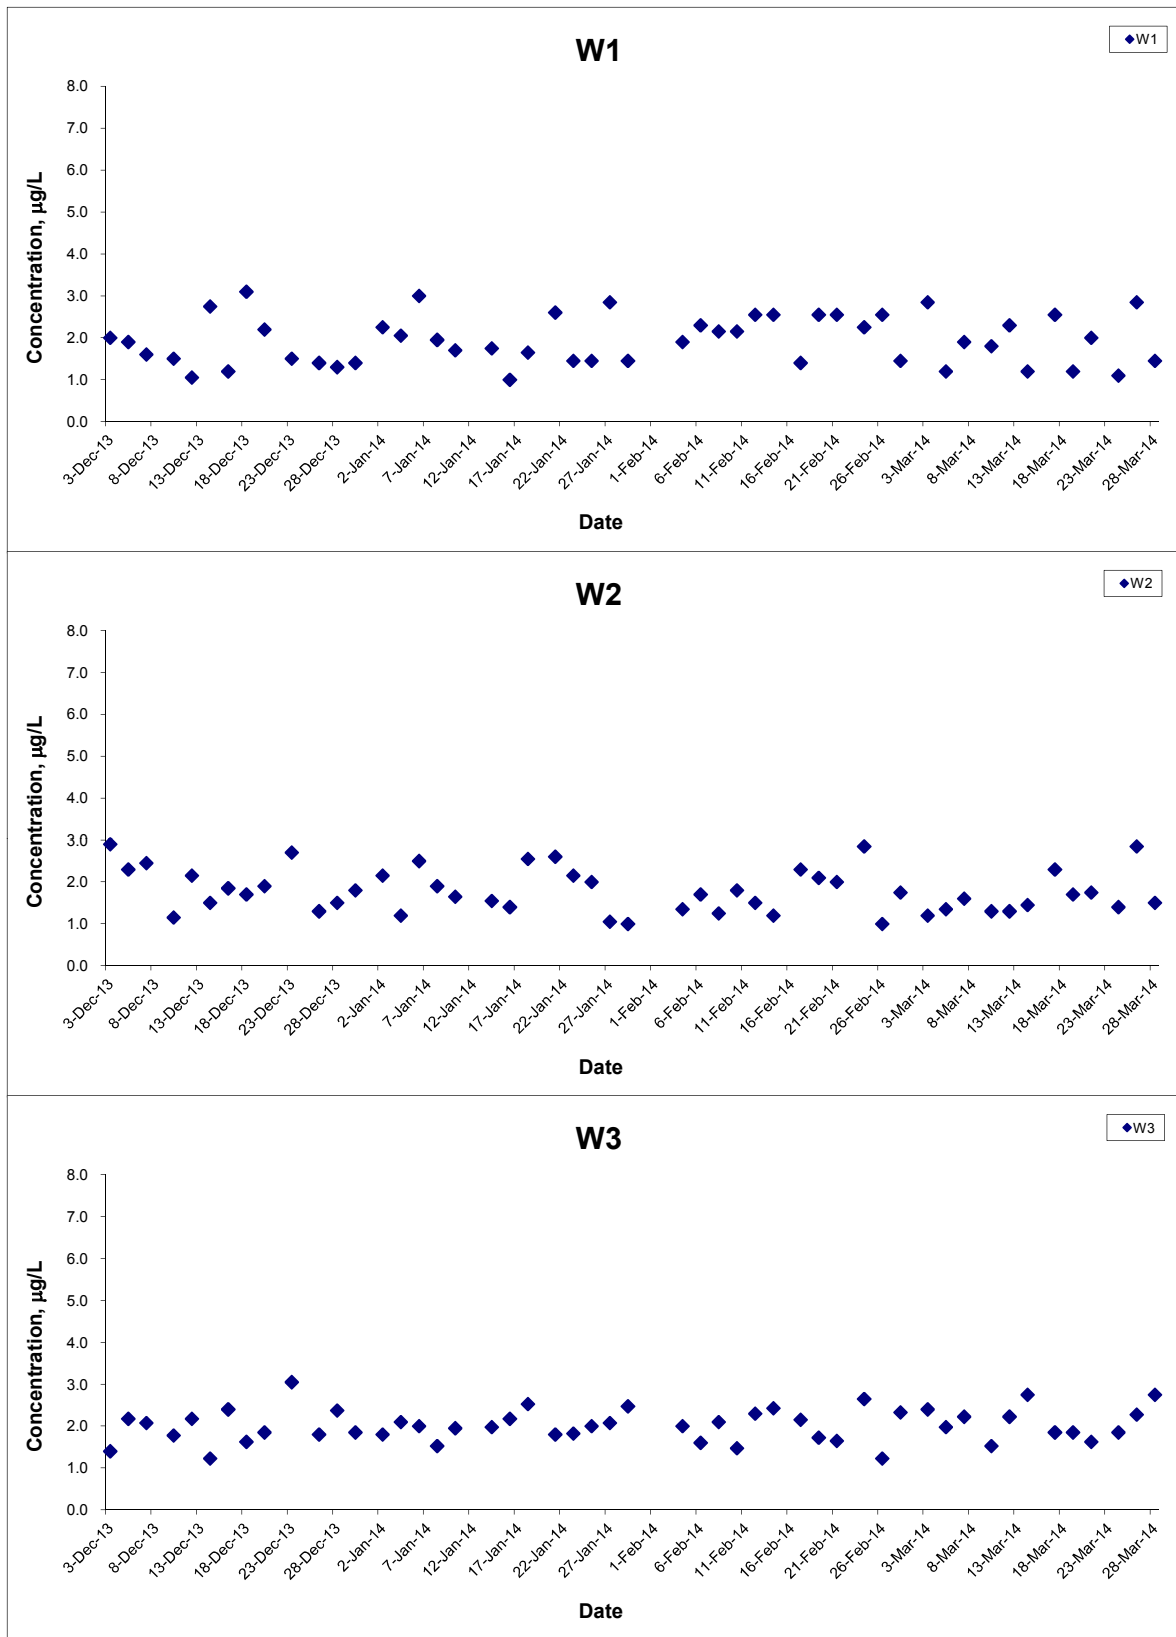 W1
W1
8.0
7.0
6.0
5.0
4.0
3.0
2.0
1.0
0.0
Concentration, µg/L
3-Dec-13 8-Dec-13 13-Dec-13 18-Dec-13 23-Dec-13 28-Dec-13 2-Jan-14 7-Jan-14 12-Jan-14 17-Jan-14 22-Jan-14 27-Jan-14 1-Feb-14 6-Feb-14 11-Feb-14 16-Feb-14 21-Feb-14 26-Feb-14 3-Mar-14 8-Mar-14 13-Mar-14 18-Mar-14 23-Mar-14 28-Mar-14
Date
W2
W2
8.0
7.0
6.0
5.0
4.0
3.0
2.0
1.0
0.0
Concentration, µg/L
3-Dec-13 8-Dec-13 13-Dec-13 18-Dec-13 23-Dec-13 28-Dec-13 2-Jan-14 7-Jan-14 12-Jan-14 17-Jan-14 22-Jan-14 27-Jan-14 1-Feb-14 6-Feb-14 11-Feb-14 16-Feb-14 21-Feb-14 26-Feb-14 3-Mar-14 8-Mar-14 13-Mar-14 18-Mar-14 23-Mar-14 28-Mar-14
Date
W3
W3
8.0
7.0
6.0
5.0
4.0
3.0
2.0
1.0
0.0
Concentration, µg/L
3-Dec-13 8-Dec-13 13-Dec-13 18-Dec-13 23-Dec-13 28-Dec-13 2-Jan-14 7-Jan-14 12-Jan-14 17-Jan-14 22-Jan-14 27-Jan-14 1-Feb-14 6-Feb-14 11-Feb-14 16-Feb-14 21-Feb-14 26-Feb-14 3-Mar-14 8-Mar-14 13-Mar-14 18-Mar-14 23-Mar-14 28-Mar-14
Date